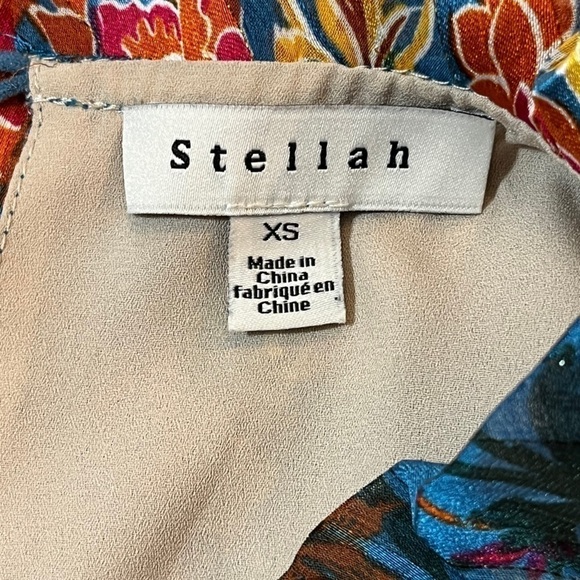 Stellah
XS
Made in
China
fabriqué en
Chine